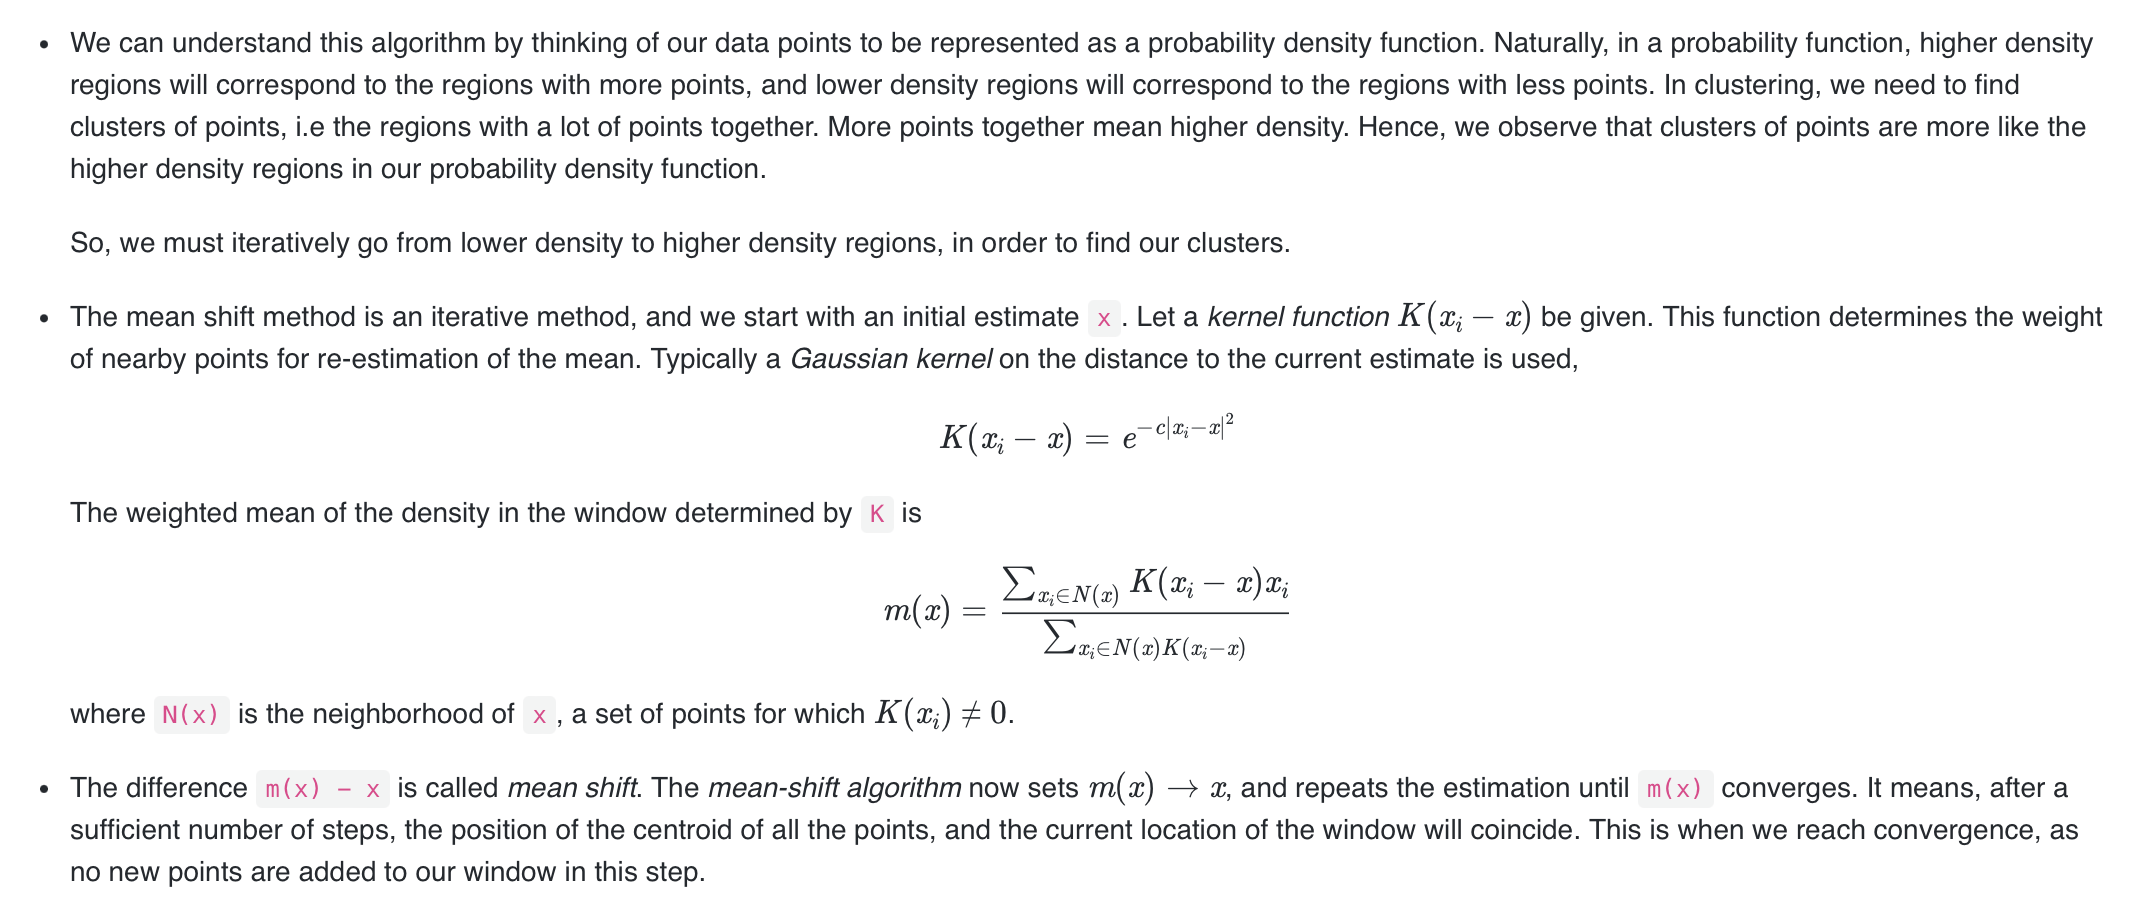 • We can understand this algorithm by thinking of our data points to be represented as a probability density function. Naturally, in a probability function, higher density
regions will correspond to the regions with more points, and lower density regions will correspond to the regions with less points. In clustering, we need to find
clusters of points, i.e the regions with a lot of points together. More points together mean higher density. Hence, we observe that clusters of points are more like the
higher density regions in our probability density function.
So, we must iteratively go from lower density to higher density regions, in order to find our clusters.
• The mean shift method is an iterative method, and we start with an initial estimate x . Let a kernel function $K(x_i - x)$ be given. This function determines the weight
of nearby points for re-estimation of the mean. Typically a Gaussian kernel on the distance to the current estimate is used,
$K(x_i - x) = e^{-c|x_i - x|^2}$
The weighted mean of the density in the window determined by K is
$m(x) = \frac{\sum_{x_i \in N(x)} K(x_i - x)x_i}{\sum_{x_i \in N(x)K(x_i - x)}}$
where N(x) is the neighborhood of x , a set of points for which $K(x_i) \neq 0$.
• The difference m(x) - x is called mean shift. The mean-shift algorithm now sets $m(x) \rightarrow x$, and repeats the estimation until m(x) converges. It means, after a
sufficient number of steps, the position of the centroid of all the points, and the current location of the window will coincide. This is when we reach convergence, as
no new points are added to our window in this step.